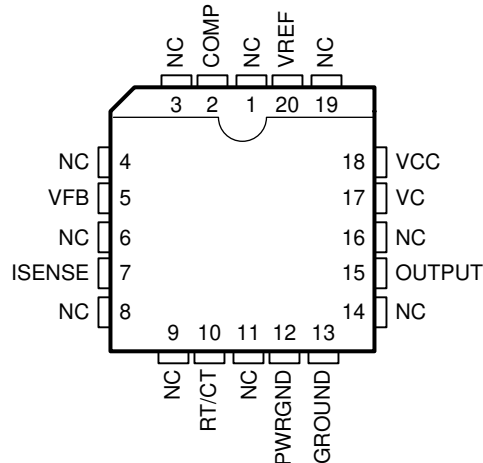 NC COMP NC VREF NC
3 2 1 20 19
NC 4 18 VCC
VFB 5 17 VC
NC 6 16 NC
ISENSE 7 15 OUTPUT
NC 8 14 NC
9 10 11 12 13
NC RT/CT NC PWRGND GROUND